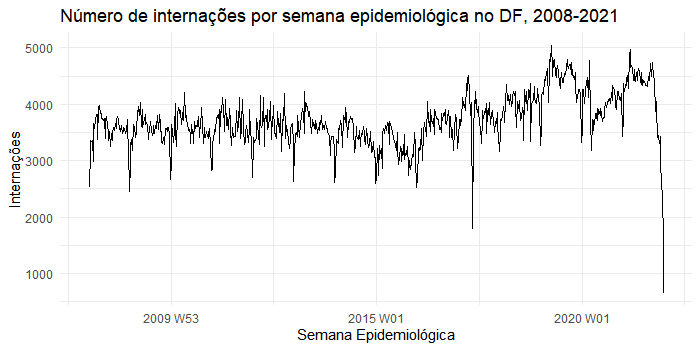 Número de internações por semana epidemiológica no DF, 2008-2021
5000
4000
3000
2000
1000
Internações
2009 W53
2015 W01
2020 W01
Semana Epidemiológica